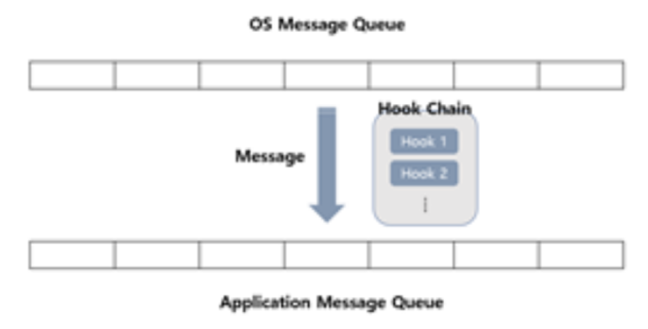 OS Message Queue
Hook Chain
Hook 1
Message
Hook 2
Application Message Queue